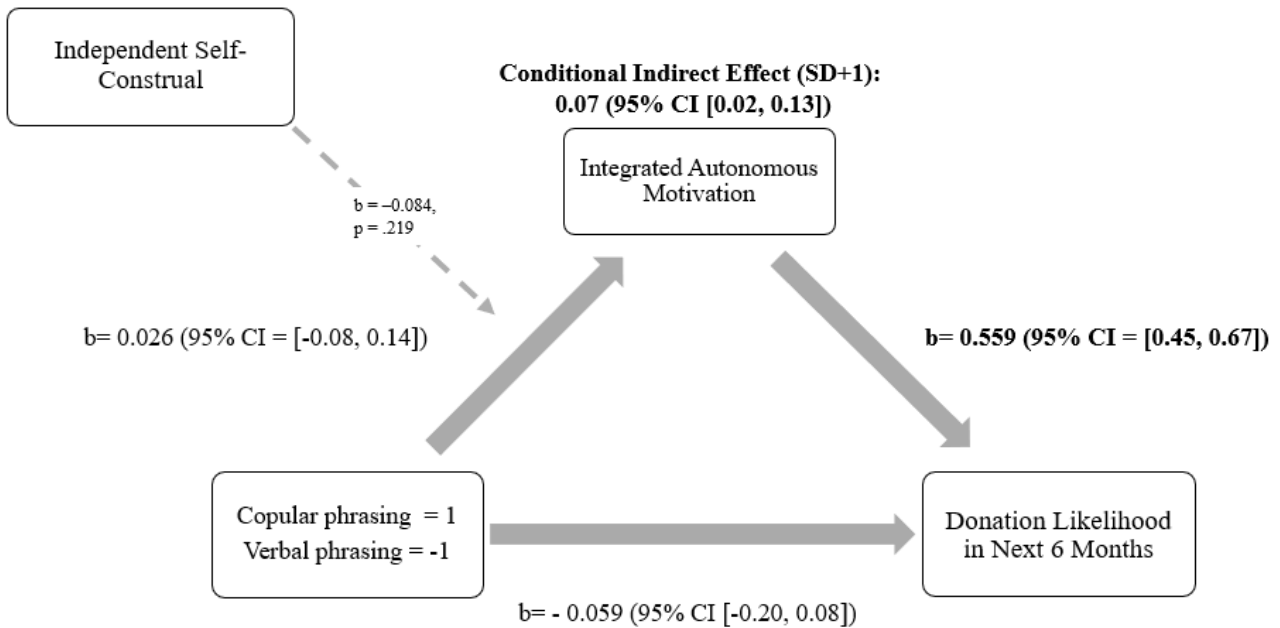 Independent Self-
Construal
Conditional Indirect Effect (SD+1):
0.07 (95% CI [0.02, 0.13])
Integrated Autonomous
Motivation
b = –0.084,
p = .219
b= 0.026 (95% CI = [-0.08, 0.14])
b= 0.559 (95% CI = [0.45, 0.67])
Copular phrasing = 1
Verbal phrasing = -1
Donation Likelihood
in Next 6 Months
b= - 0.059 (95% CI [-0.20, 0.08])